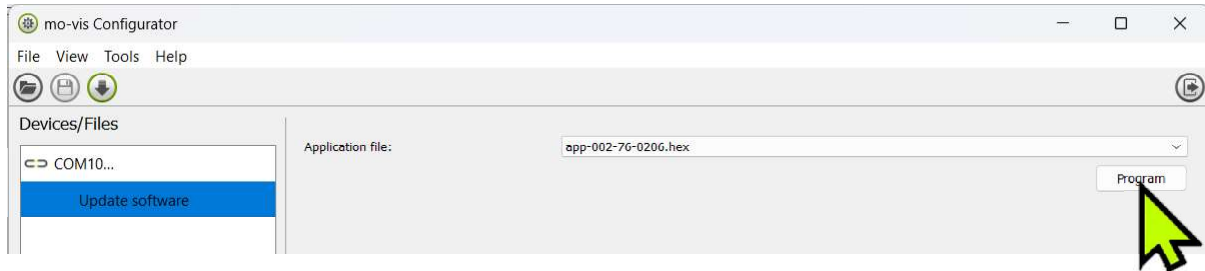 mo-vis Configurator
File View Tools Help
Devices/Files
Application file: app-002-76-0206.hex
COM10...
Program
Update software